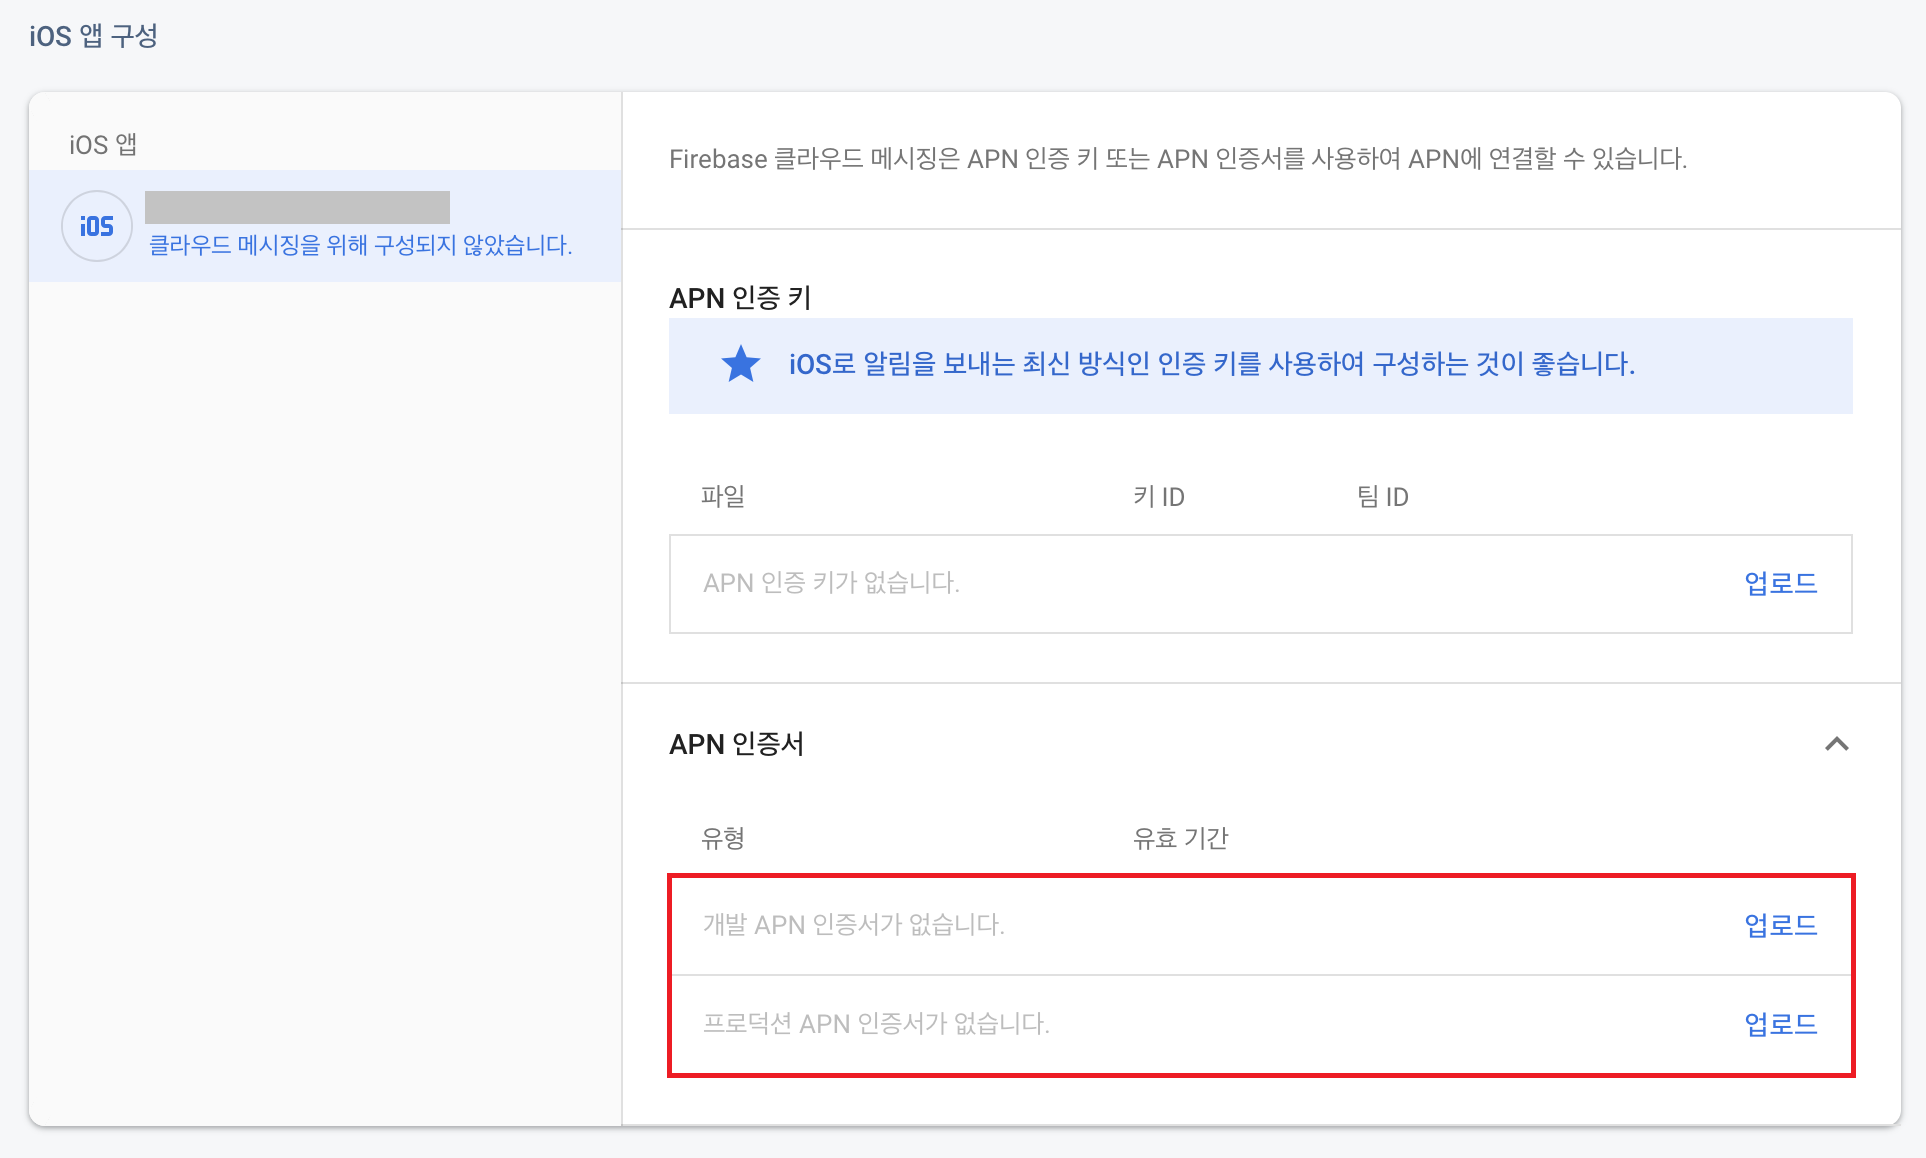 iOS 앱 구성
iOS 앱
iOS
클라우드 메시징을 위해 구성되지 않았습니다.
Firebase 클라우드 메시징은 APN 인증 키 또는 APN 인증서를 사용하여 APN에 연결할 수 있습니다.
APN 인증 키
iOS로 알림을 보내는 최신 방식인 인증 키를 사용하여 구성하는 것이 좋습니다.
파일 키 ID 팀 ID
APN 인증 키가 없습니다. 업로드
APN 인증서
유형 유효 기간
개발 APN 인증서가 없습니다. 업로드
프로덕션 APN 인증서가 없습니다. 업로드